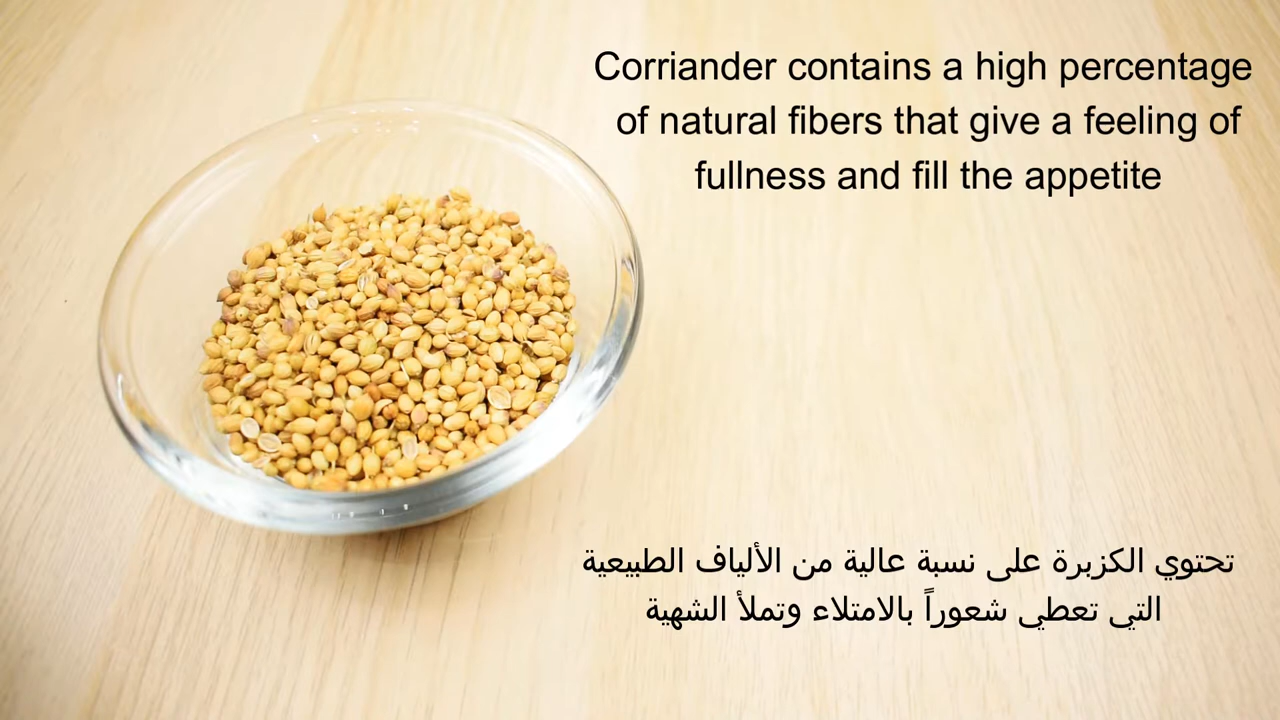 Corriander contains a high percentage
of natural fibers that give a feeling of
fullness and fill the appetite
تحتوي الكزبرة على نسبة عالية من الألياف الطبيعية
التي تعطي شعوراً بالامتلاء وتملأ الشهية